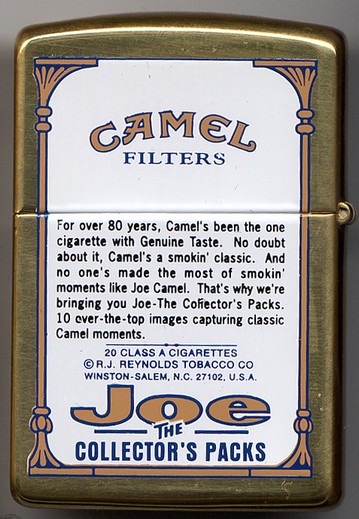 CAMEL
FILTERS
For over 80 years, Camel's been the one
cigarette with Genuine Taste. No doubt
about it, Camel's a smokin' classic. And
no one's made the most of smokin'
moments like Joe Camel. That's why we're
bringing you Joe-The Collector's Packs.
10 over-the-top images capturing classic
Camel moments.
20 CLASS A CIGARETTES
© R.J. REYNOLDS TOBACCO CO
WINSTON-SALEM, N.C. 27102, U.S.A.
Joe
THE
COLLECTOR'S PACKS